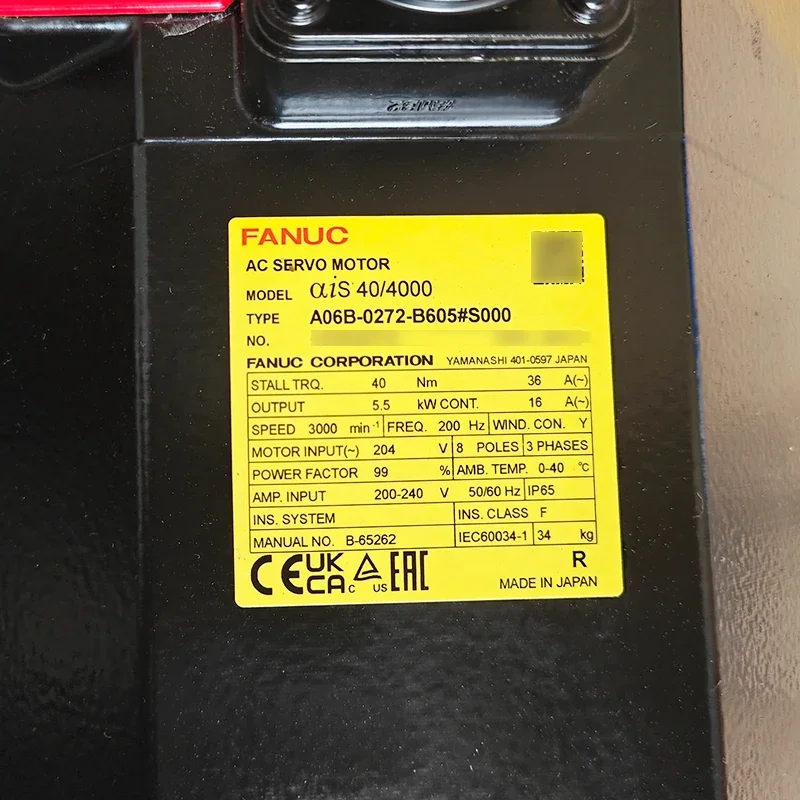 FANUC
AC SERVO MOTOR
MODEL αiS 40/4000
TYPE A06B-0272-B605#S000
NO.
FANUC CORPORATION YAMANASHI 401-0597 JAPAN
STALL TRQ. 40 Nm 36 A(~)
OUTPUT 5.5 kW CONT. 16 A(~)
SPEED 3000 min⁻¹ FREQ. 200 Hz WIND. CON. Y
MOTOR INPUT(~) 204 V 8 POLES 3 PHASES
POWER FACTOR 99 % AMB. TEMP. 0-40 °C
AMP. INPUT 200-240 V 50/60 Hz IP65
INS. SYSTEM INS. CLASS F
MANUAL NO. B-65262 IEC60034-1 34 kg
CE UK CA C US EAC R
MADE IN JAPAN